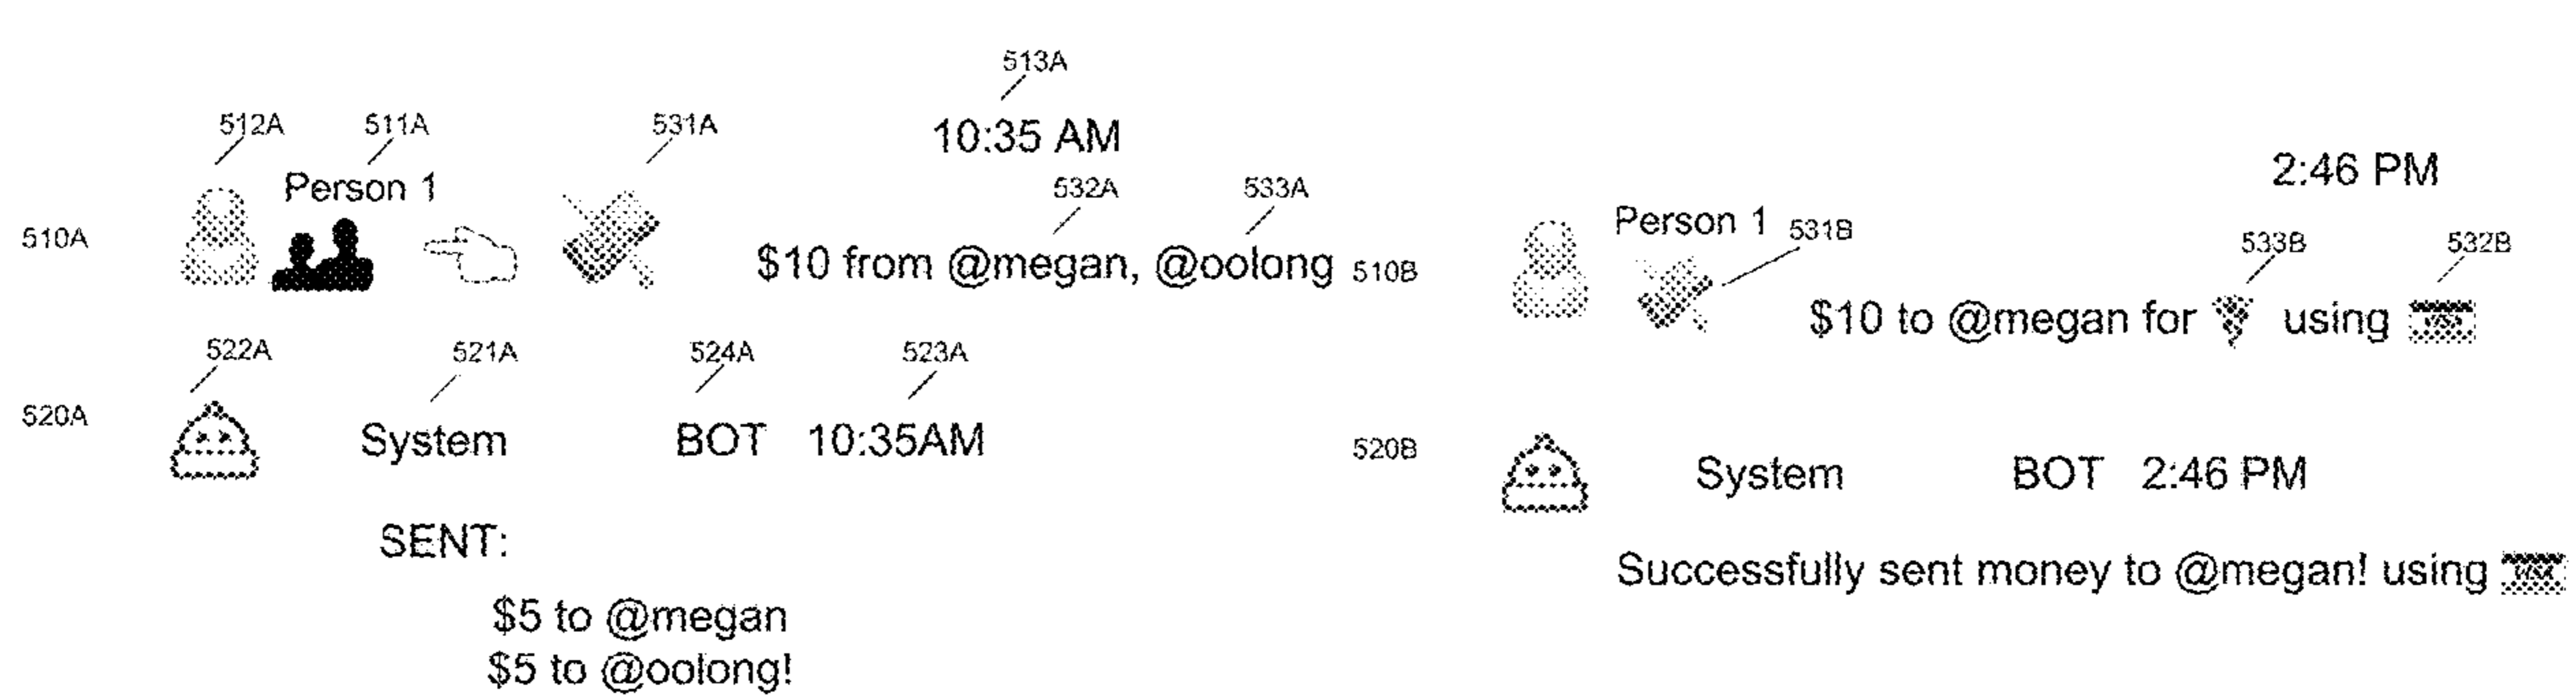 513A
512A 511A 531A 10:35 AM
Person 1 532A 533A
510A $10 from @megan, @oolong
522A 521A 524A 523A
520A System BOT 10:35AM
SENT:
$5 to @megan
$5 to @oolong!
2:46 PM
Person 1 531B 533B 532B
510B $10 to @megan for using VISA
520B System BOT 2:46 PM
Successfully sent money to @megan! using VISA